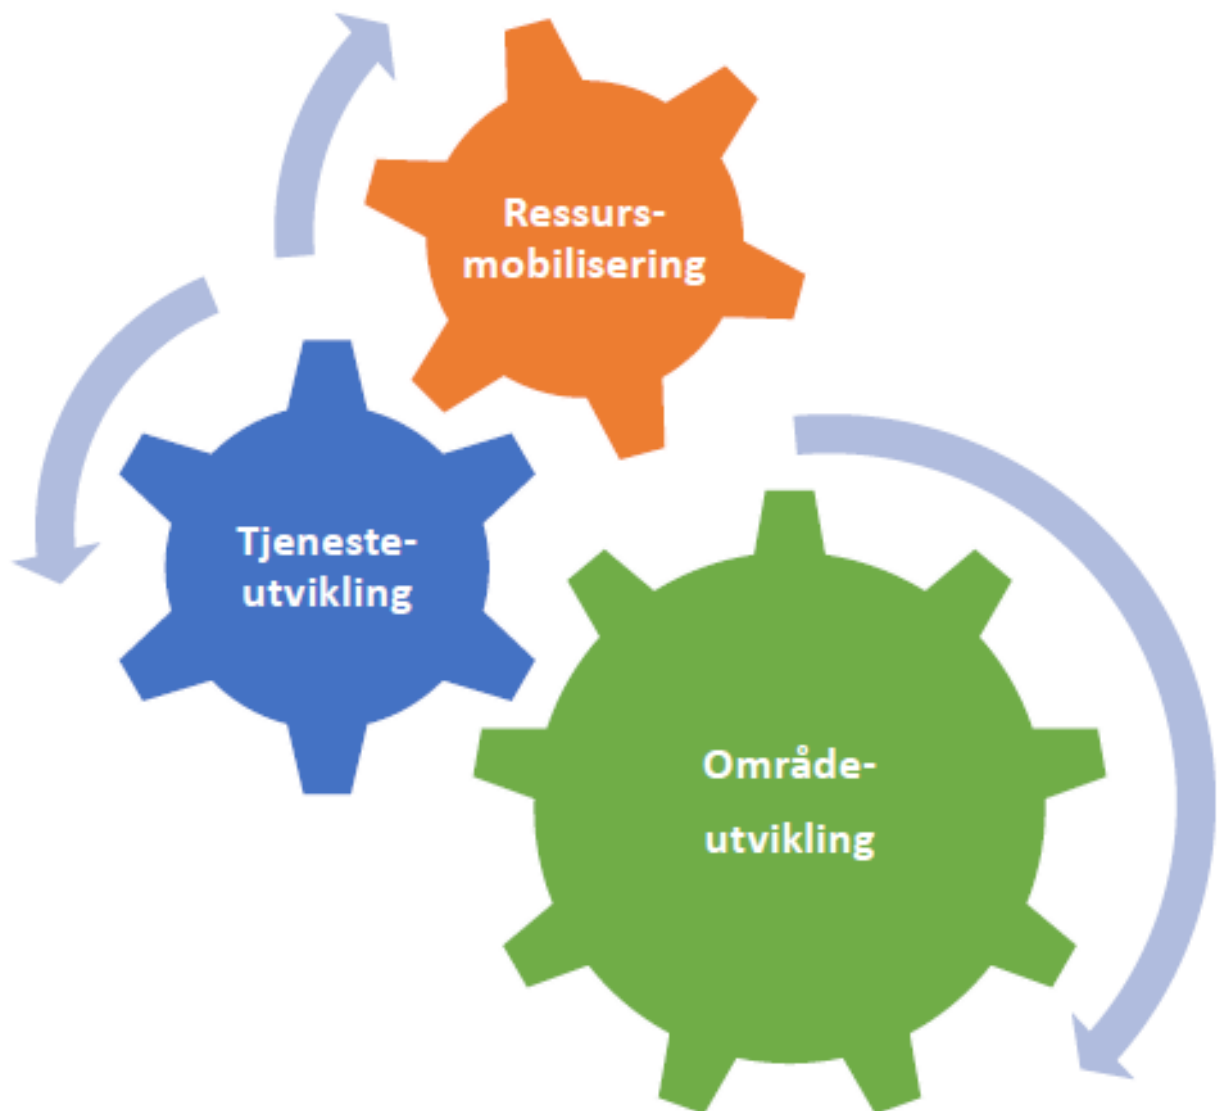 Ressurs-
mobilisering
Tjeneste-
utvikling
Område-
utvikling